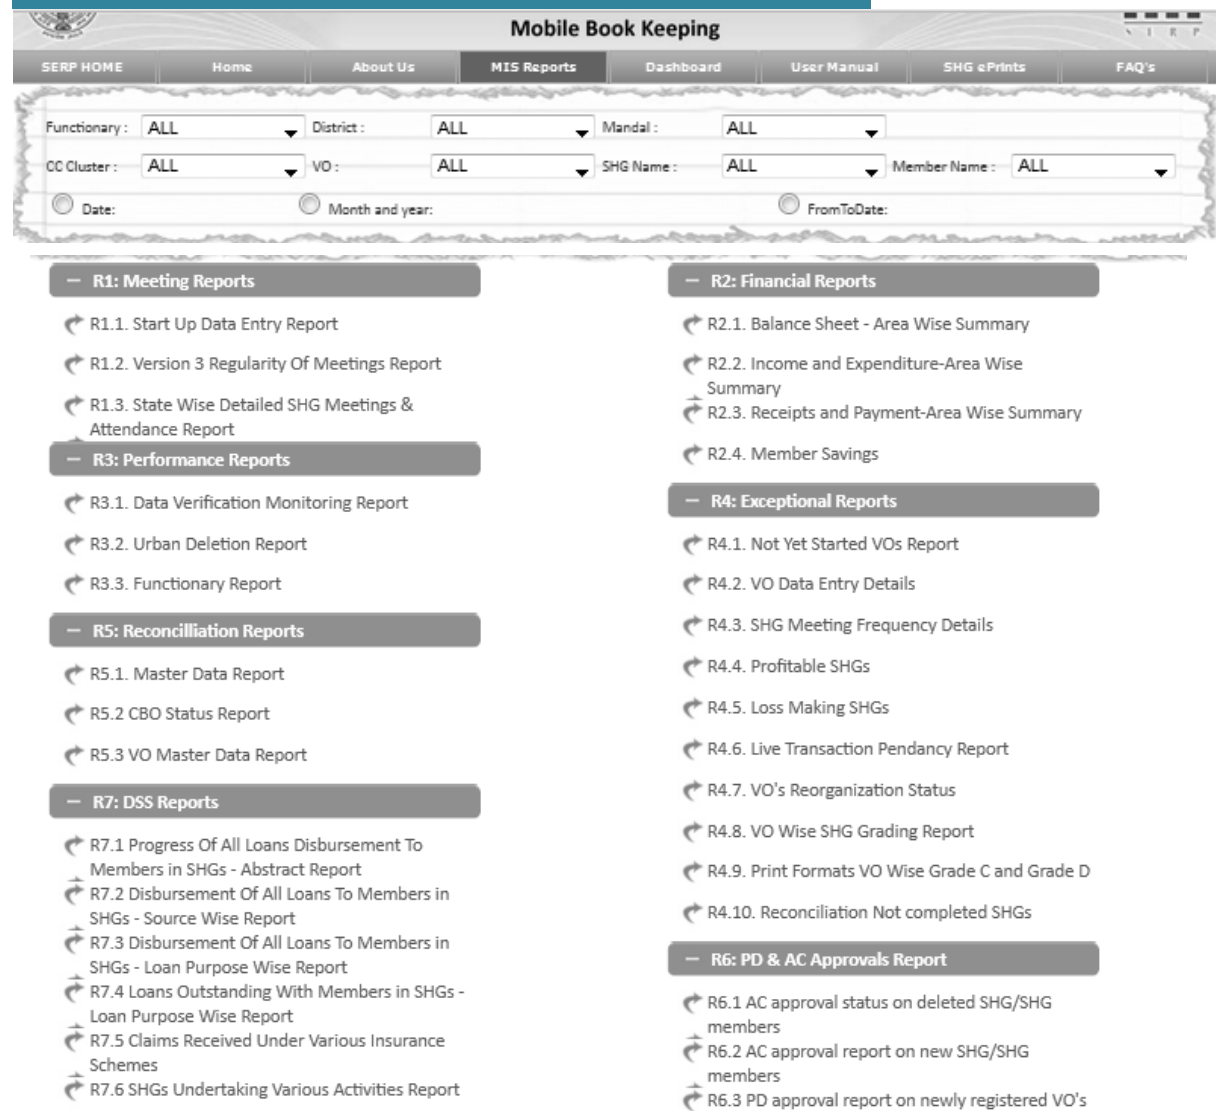 Mobile Book Keeping
S E R P
SERP HOME Home About Us MIS Reports Dashboard User Manual SHG ePrints FAQ's
Functionary : ALL District : ALL Mandal : ALL
CC Cluster : ALL VO : ALL SHG Name : ALL Member Name : ALL
Date: Month and year: FromToDate:
R1: Meeting Reports
R1.1. Start Up Data Entry Report
R1.2. Version 3 Regularity Of Meetings Report
R1.3. State Wise Detailed SHG Meetings &
Attendance Report
R3: Performance Reports
R3.1. Data Verification Monitoring Report
R3.2. Urban Deletion Report
R3.3. Functionary Report
R5: Reconcilliation Reports
R5.1. Master Data Report
R5.2 CBO Status Report
R5.3 VO Master Data Report
R7: DSS Reports
R7.1 Progress Of All Loans Disbursement To
Members in SHGs - Abstract Report
R7.2 Disbursement Of All Loans To Members in
SHGs - Source Wise Report
R7.3 Disbursement Of All Loans To Members in
SHGs - Loan Purpose Wise Report
R7.4 Loans Outstanding With Members in SHGs -
Loan Purpose Wise Report
R7.5 Claims Received Under Various Insurance
Schemes
R7.6 SHGs Undertaking Various Activities Report
R2: Financial Reports
R2.1. Balance Sheet - Area Wise Summary
R2.2. Income and Expenditure-Area Wise
Summary
R2.3. Receipts and Payment-Area Wise Summary
R2.4. Member Savings
R4: Exceptional Reports
R4.1. Not Yet Started VOs Report
R4.2. VO Data Entry Details
R4.3. SHG Meeting Frequency Details
R4.4. Profitable SHGs
R4.5. Loss Making SHGs
R4.6. Live Transaction Pendancy Report
R4.7. VO's Reorganization Status
R4.8. VO Wise SHG Grading Report
R4.9. Print Formats VO Wise Grade C and Grade D
R4.10. Reconciliation Not completed SHGs
R6: PD & AC Approvals Report
R6.1 AC approval status on deleted SHG/SHG
members
R6.2 AC approval report on new SHG/SHG
members
R6.3 PD approval report on newly registered VO's